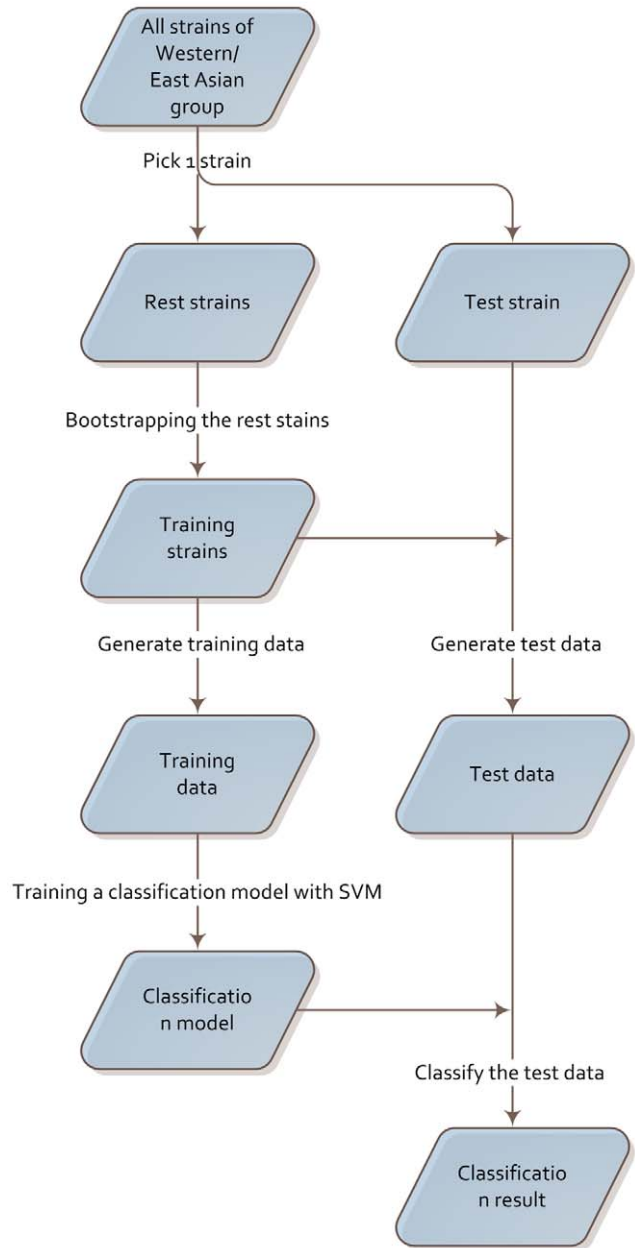 All strains of
Western/
East Asian
group
Pick 1 strain
Rest strains
Test strain
Bootstrapping the rest stains
Training
strains
Generate training data
Generate test data
Training
data
Test data
Training a classification model with SVM
Classificatio
n model
Classify the test data
Classificatio
n result